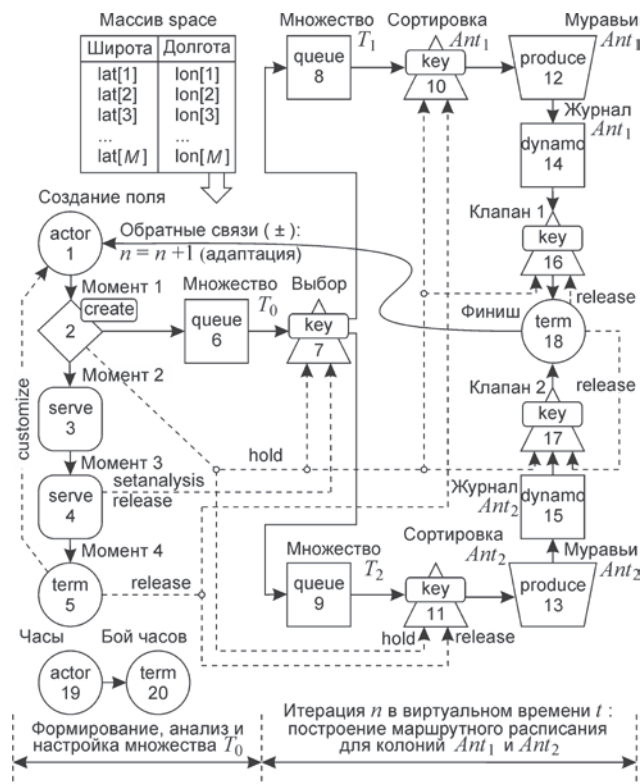 Массив space
Широта Долгота
lat[1] lon[1]
lat[2] lon[2]
lat[3] lon[3]
... ...
lat[M] lon[M]
Создание поля
actor
1
Обратные связи ( ± ):
n = n +1 (адаптация)
Момент 1
create
2
Множество
T0
queue
6
Выбор
key
7
Момент 2
serve
3
Момент 3
setanalysis
release
serve
4
Момент 4
term
5
release
customize
hold
Множество
T1
queue
8
Сортировка
Ant1
key
10
Муравьи
Ant1
produce
12
Журнал
Ant1
dynamo
14
Клапан 1
key
16
release
Финиш
term
18
release
Клапан 2
key
17
Журнал
Ant2
dynamo
15
Множество
T2
queue
9
Сортировка
Ant2
key
11
hold
release
Муравьи
Ant2
produce
13
Часы
actor
19
Бой часов
term
20
Формирование, анализ и
настройка множества T0
Итерация n в виртуальном времени t :
построение маршрутного расписания
для колоний Ant1 и Ant2